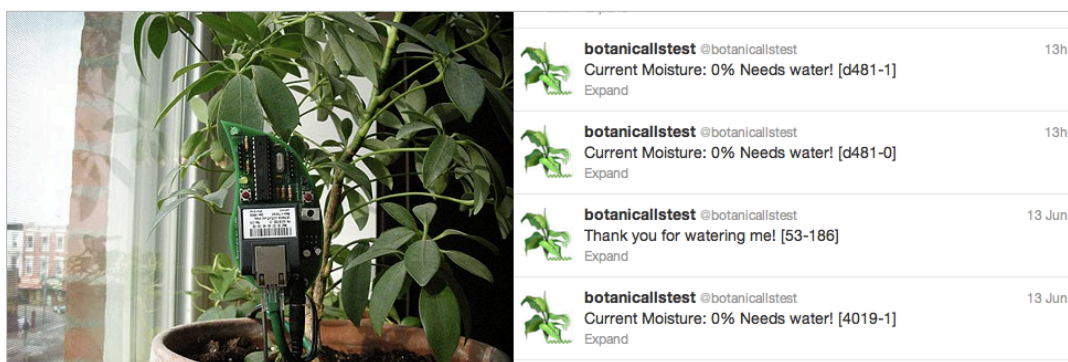 botanicallstest @botanicallstest 13h
Current Moisture: 0% Needs water! [d481-1]
Expand
botanicallstest @botanicallstest 13h
Current Moisture: 0% Needs water! [d481-0]
Expand
botanicallstest @botanicallstest 13 Jun
Thank you for watering me! [53-186]
Expand
botanicallstest @botanicallstest 13 Jun
Current Moisture: 0% Needs water! [4019-1]
Expand